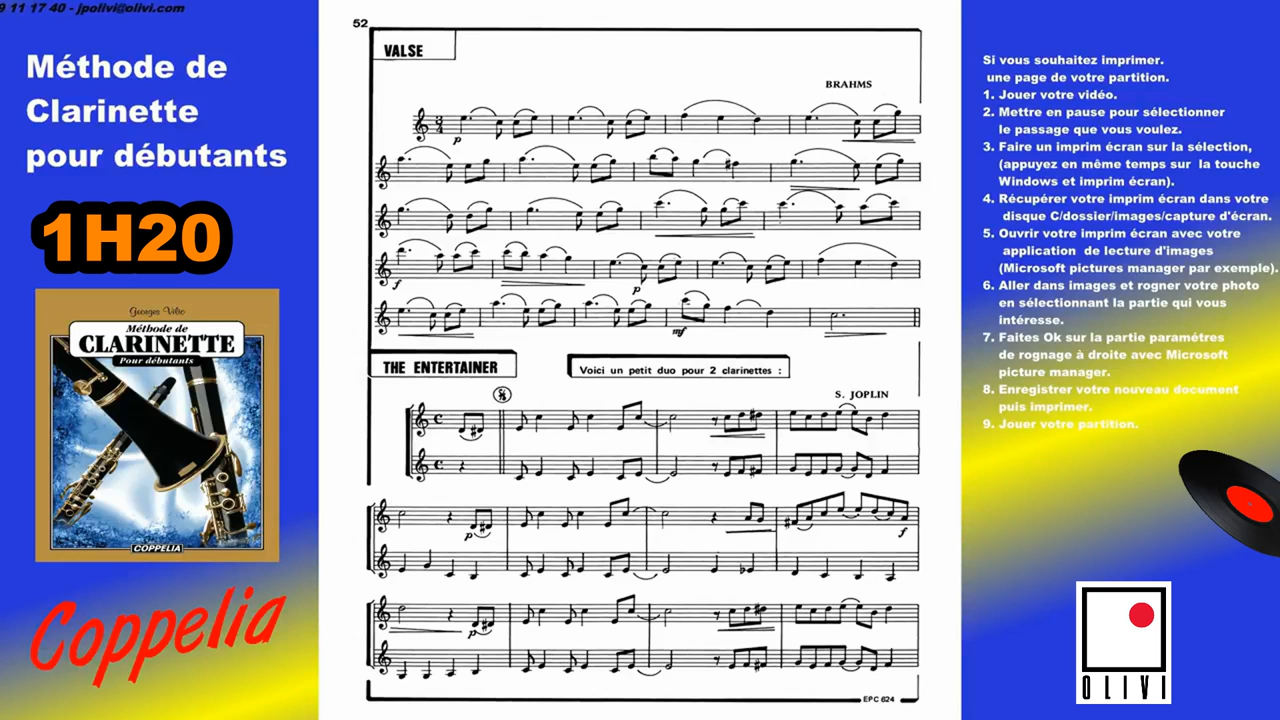 9 11 17 40 - jpolivi@olivi.com
Méthode de
Clarinette
pour débutants
1H20
Georges Vilio
Méthode de
CLARINETTE
Pour débutants
COPPELIA
Coppelia
52
VALSE
BRAHMS
p
f
p
mf
THE ENTERTAINER
Voici un petit duo pour 2 clarinettes :
S. JOPLIN
p
f
p
EPC 624
Si vous souhaitez imprimer.
une page de votre partition.
1. Jouer votre vidéo.
2. Mettre en pause pour sélectionner
le passage que vous voulez.
3. Faire un imprim écran sur la sélection,
(appuyez en même temps sur la touche
Windows et imprim écran).
4. Récupérer votre imprim écran dans votre
disque C/dossier/images/capture d'écran.
5. Ouvrir votre imprim écran avec votre
application de lecture d'images
(Microsoft pictures manager par exemple).
6. Aller dans images et rogner votre photo
en sélectionnant la partie qui vous
intéresse.
7. Faites Ok sur la partie paramétres
de rognage à droite avec Microsoft
picture manager.
8. Enregistrer votre nouveau document
puis imprimer.
9. Jouer votre partition.
OLIVI